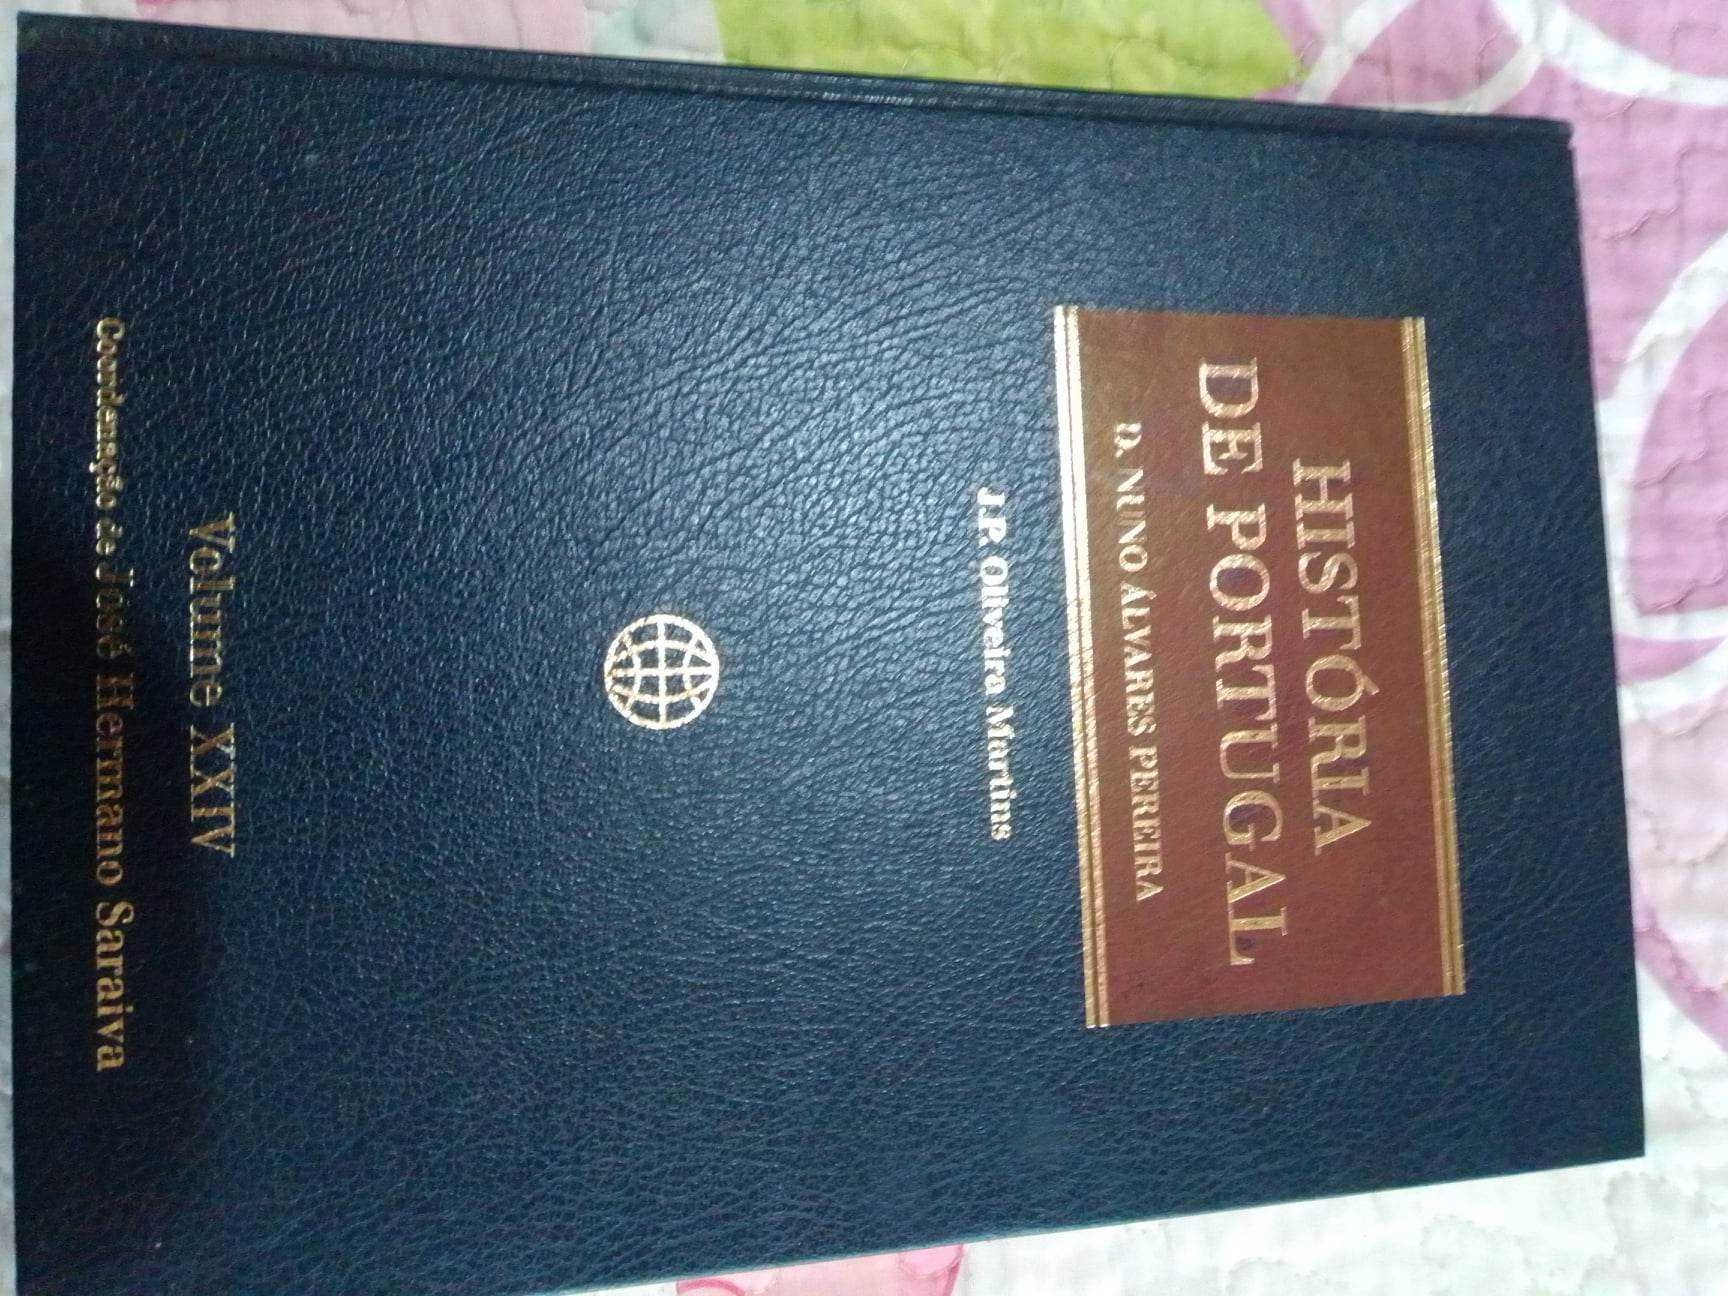 HISTÓRIA
DE PORTUGAL
D. NUNO ÁLVARES PEREIRA
J.P. Oliveira Martins
Volume XXIV
Coordenação de José Hermano Saraiva